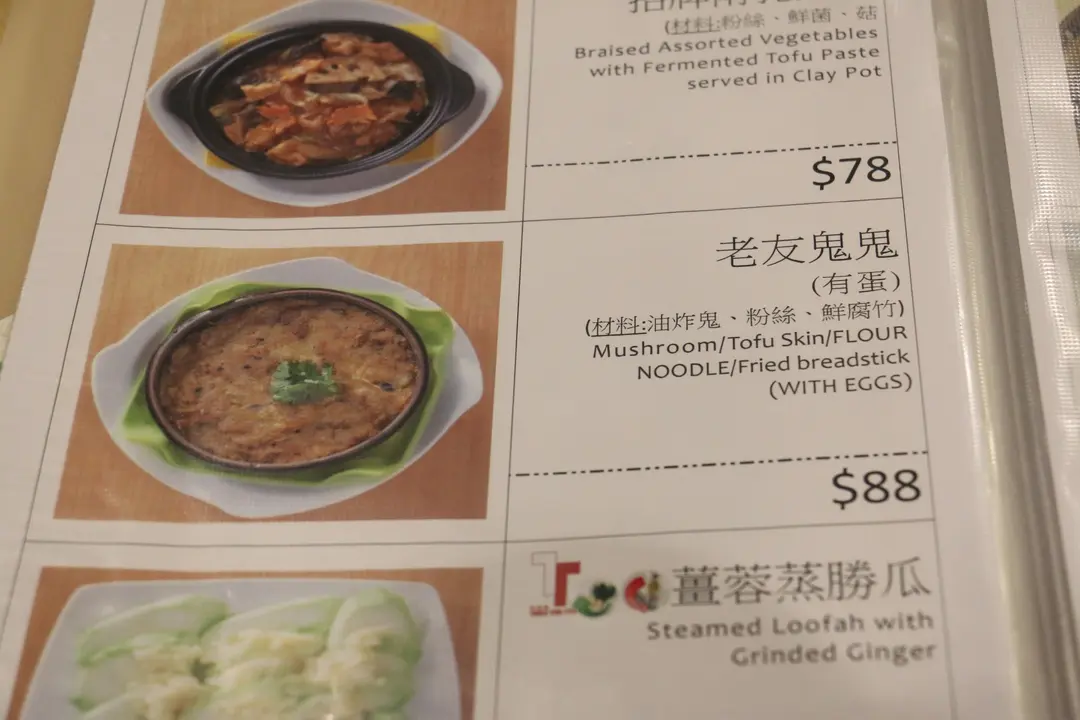 (材料:粉絲、鮮菌、菇
Braised Assorted Vegetables
with Fermented Tofu Paste
served in Clay Pot
$78
老友鬼鬼
(有蛋)
(材料:油炸鬼、粉絲、鮮腐竹)
Mushroom/Tofu Skin/FLOUR
NOODLE/Fried breadstick
(WITH EGGS)
$88
薑蓉蒸勝瓜
Steamed Loofah with
Grinded Ginger